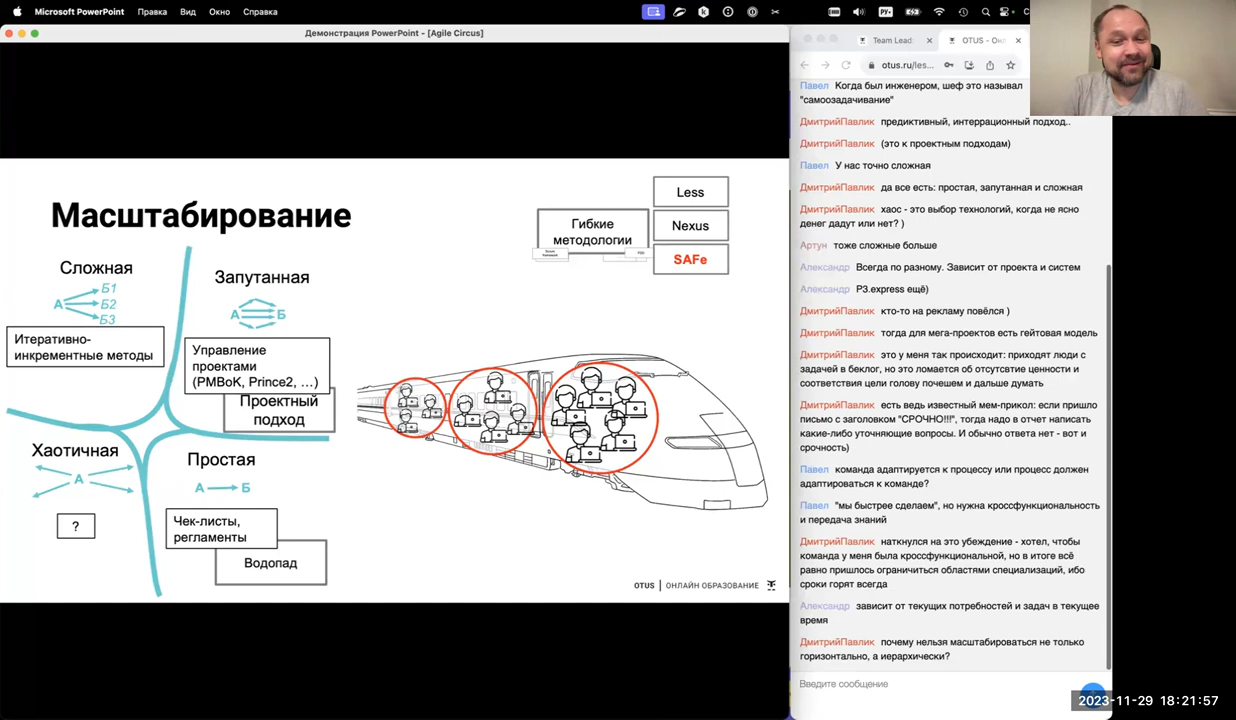 Microsoft PowerPoint Правка Вид Окно Справка
РУ
Демонстрация PowerPoint - [Agile Circus]
Масштабирование
Less
Гибкие
методологии
Nexus
SAFe
Сложная
А
Б1
Б2
Б3
Итеративно-
инкрементные методы
Запутанная
А Б
Управление
проектами
(PMBoK, Prince2, ...)
Проектный
подход
Хаотичная
А
?
Простая
А Б
Чек-листы,
регламенты
Водопад
OTUS | ОНЛАЙН ОБРАЗОВАНИЕ
Team Lead:
OTUS - Он
otus.ru/les...
Павел Когда был инженером, шеф это называл
"самоозадачивание"
ДмитрийПавлик предиктивный, интеррационный подход..
ДмитрийПавлик (это к проектным подходам)
Павел У нас точно сложная
ДмитрийПавлик да все есть: простая, запутанная и сложная
ДмитрийПавлик хаос - это выбор технологий, когда не ясно
денег дадут или нет? )
Артун тоже сложные больше
Александр Всегда по разному. Зависит от проекта и систем
Александр P3.express ещё)
ДмитрийПавлик кто-то на рекламу повёлся )
ДмитрийПавлик тогда для мега-проектов есть гейтовая модель
ДмитрийПавлик это у меня так происходит: приходят люди с
задачей в беклог, но это ломается об отсутсвтие ценности и
соответствия цели голову почешем и дальше думать
ДмитрийПавлик есть ведь известный мем-прикол: если пришло
письмо с заголовком "СРОЧНО!!!", тогда надо в отчет написать
какие-либо уточняющие вопросы. И обычно ответа нет - вот и
срочность)
Павел команда адаптируется к процессу или процесс должен
адаптироваться к команде?
Павел "мы быстрее сделаем", но нужна кроссфункциональность
и передача знаний
ДмитрийПавлик наткнулся на это убеждение - хотел, чтобы
команда у меня была кроссфункциональной, но в итоге всё
равно пришлось ограничиться областями специализаций, ибо
сроки горят всегда
Александр зависит от текущих потребностей и задач в текущее
время
ДмитрийПавлик почему нельзя масштабироваться не только
горизонтально, а иерархически?
Введите сообщение
2023-11-29 18:21:57